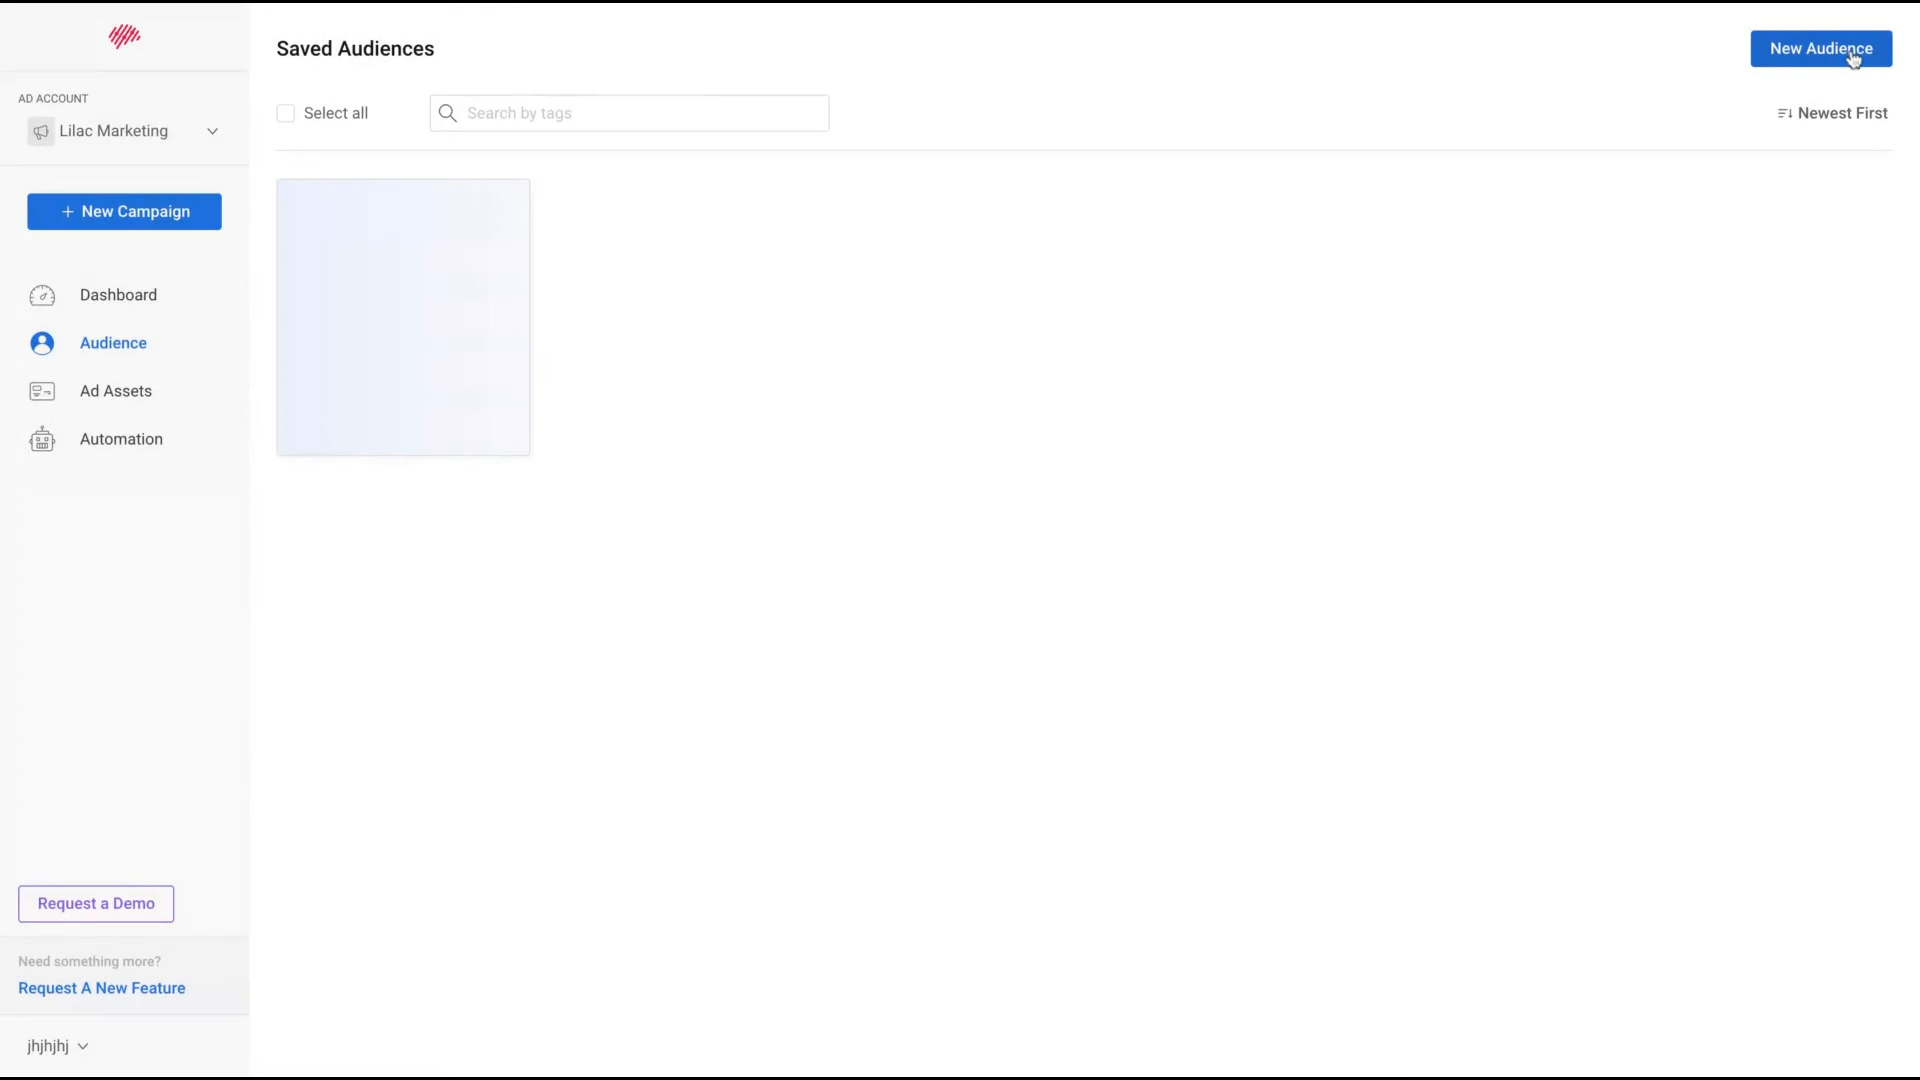 Saved Audiences
New Audience
AD ACCOUNT
Lilac Marketing
Select all
Search by tags
Newest First
+ New Campaign
Dashboard
Audience
Ad Assets
Automation
Request a Demo
Need something more?
Request A New Feature
jhjhjhj